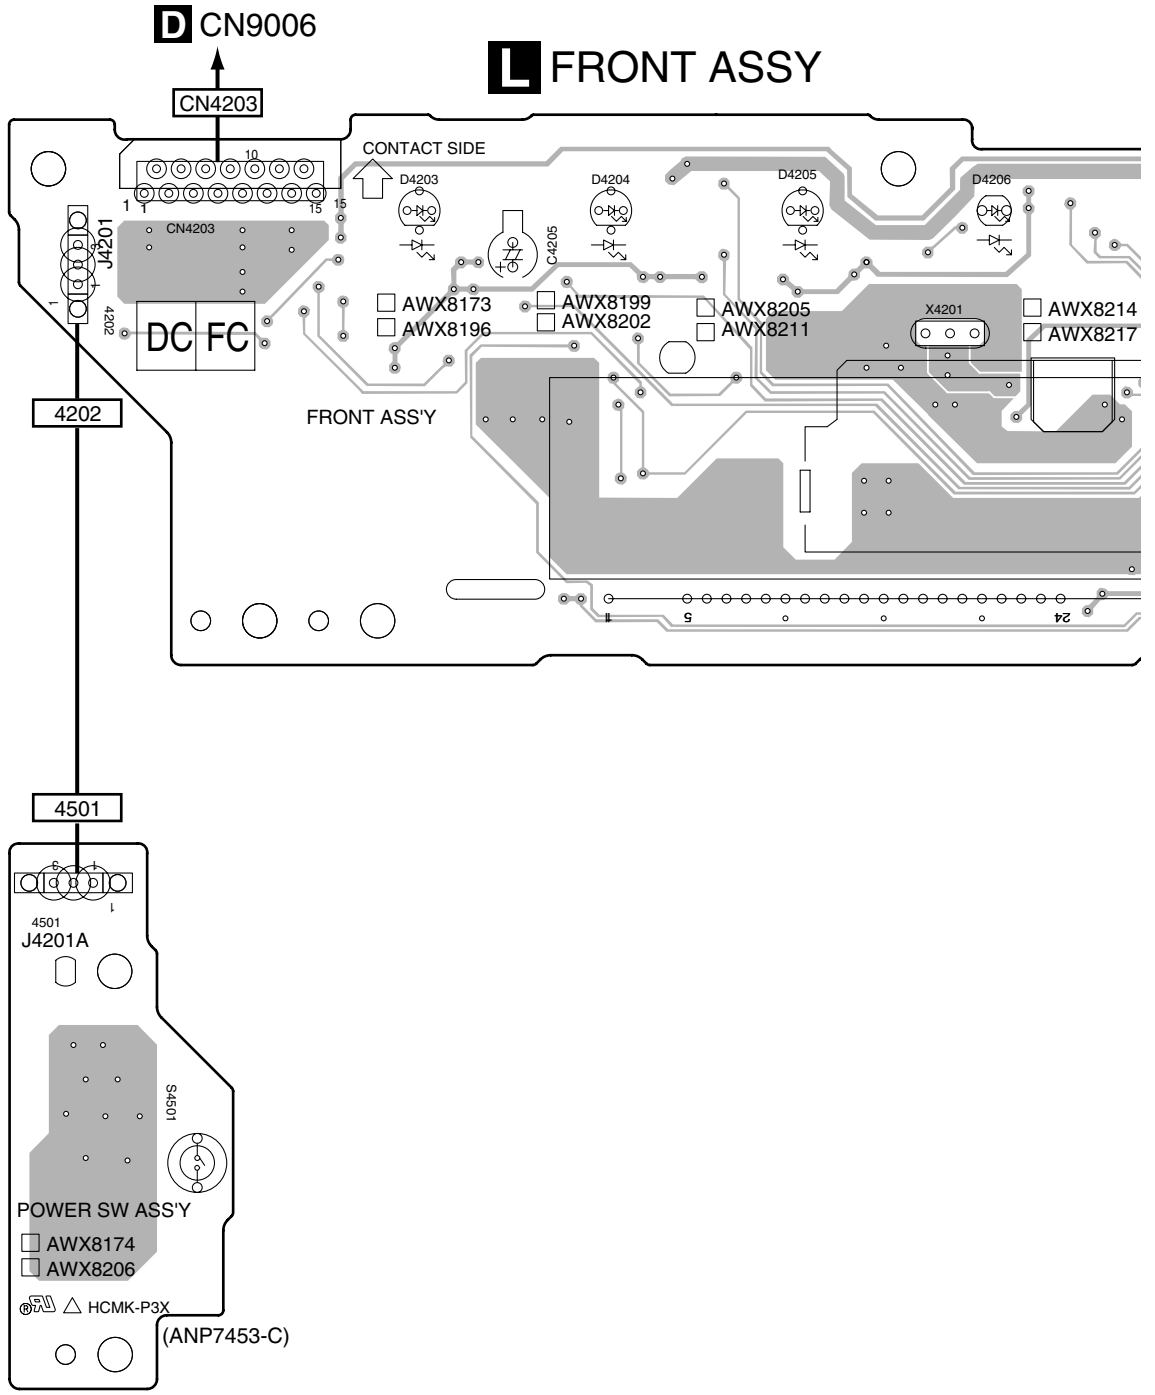 D CN9006
L FRONT ASSY
CN4203
CONTACT SIDE
10
1 1
15
15
CN4203
D4203
D4204
D4205
D4206
J4201
3
1
1
4202
C4205
+
DC FC
AWX8173
AWX8196
AWX8199
AWX8202
AWX8205
AWX8211
X4201
AWX8214
AWX8217
4202
FRONT ASS'Y
1
5
24
4501
3
1
1
4501
J4201A
S4501
POWER SW ASS'Y
AWX8174
AWX8206
HCMK-P3X
(ANP7453-C)